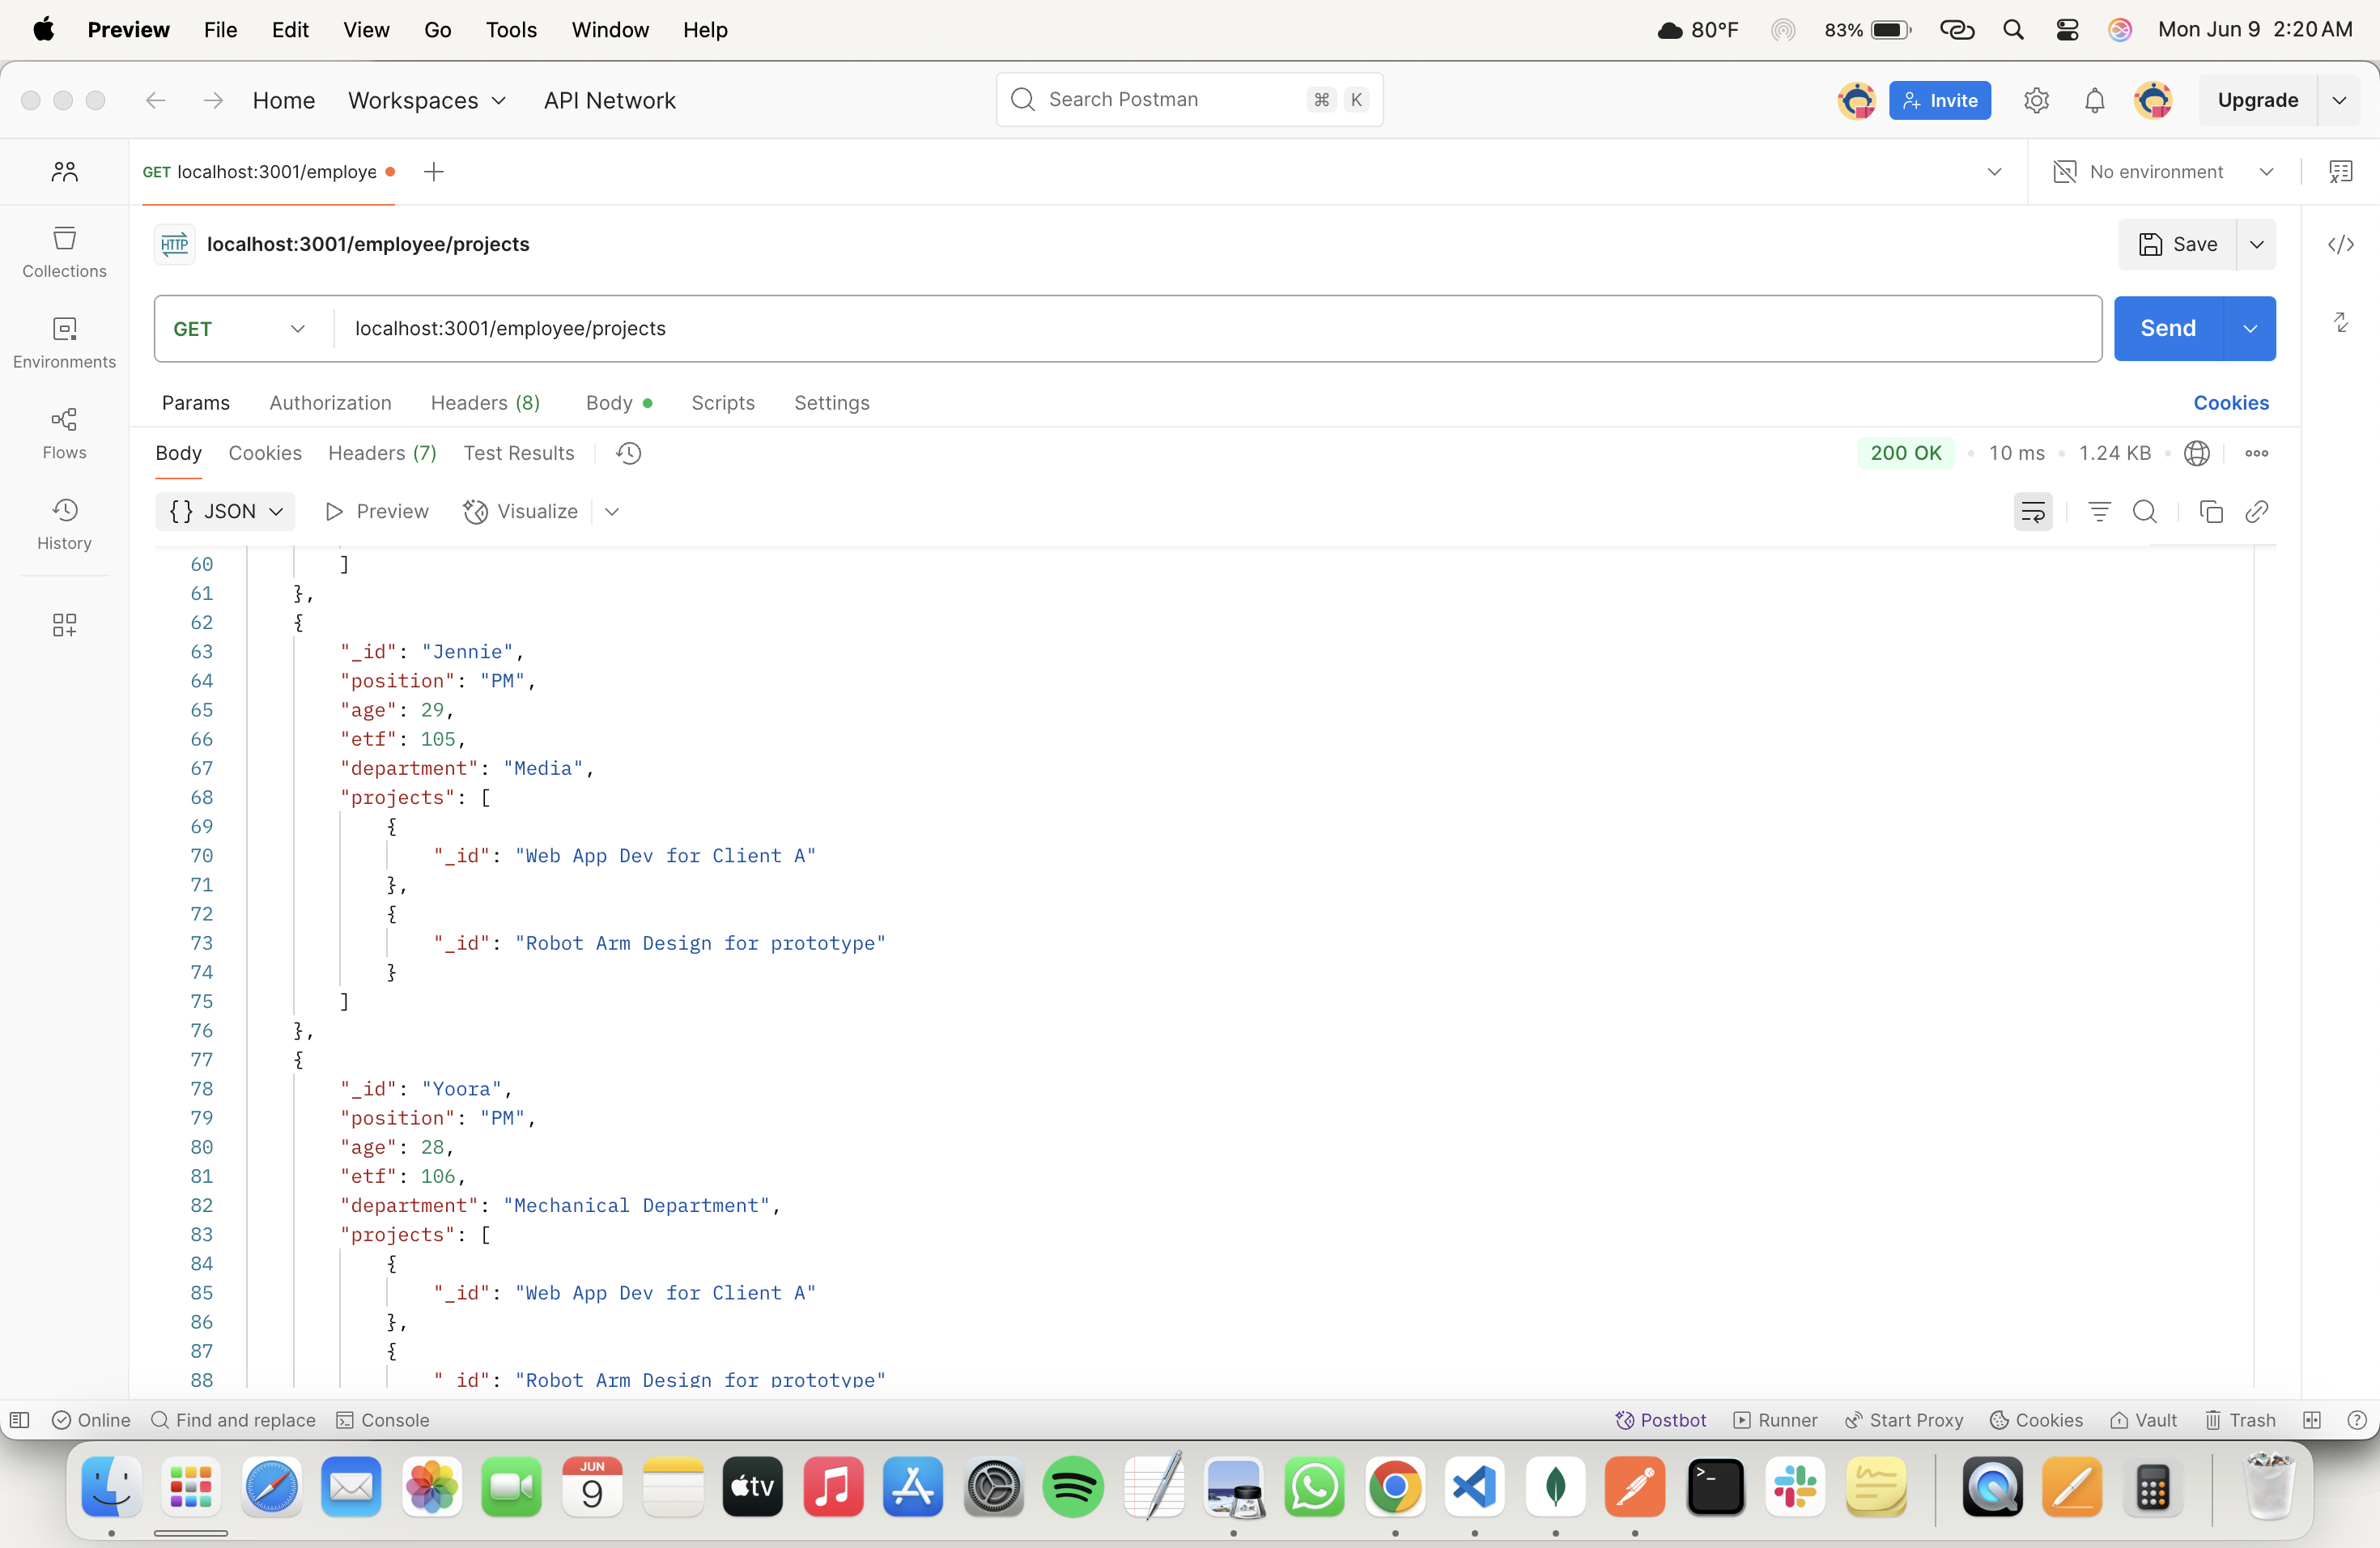 Preview File Edit View Go Tools Window Help 80°F 83% Mon Jun 9 2:20 AM
Home Workspaces API Network Search Postman ⌘ K Invite Upgrade
GET localhost:3001/employe No environment
HTTP localhost:3001/employee/projects Save
GET localhost:3001/employee/projects Send
Params Authorization Headers (8) Body Scripts Settings Cookies
Body Cookies Headers (7) Test Results 200 OK 10 ms 1.24 KB
{} JSON Preview Visualize
Collections
Environments
Flows
History
60 ]
61 },
62 {
63 "_id": "Jennie",
64 "position": "PM",
65 "age": 29,
66 "etf": 105,
67 "department": "Media",
68 "projects": [
69 {
70 "_id": "Web App Dev for Client A"
71 },
72 {
73 "_id": "Robot Arm Design for prototype"
74 }
75 ]
76 },
77 {
78 "_id": "Yoora",
79 "position": "PM",
80 "age": 28,
81 "etf": 106,
82 "department": "Mechanical Department",
83 "projects": [
84 {
85 "_id": "Web App Dev for Client A"
86 },
87 {
88 "_id": "Robot Arm Design for prototype"
Online Find and replace Console Postbot Runner Start Proxy Cookies Vault Trash
JUN
9
tv
>_